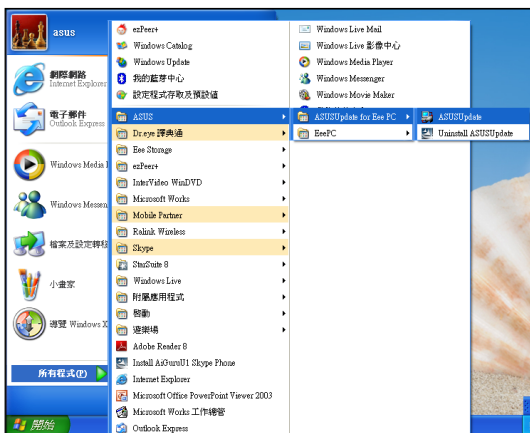 asus
網際網路
Internet Explorer
電子郵件
Outlook Express
Windows Media
Windows Messen
檔案及設定轉移
小畫家
導覽 Windows X
所有程式(P)
開始
ezPeer+
Windows Catalog
Windows Update
我的藍芽中心
設定程式存取及預設值
ASUS
Dr.eye 譯典通
Eee Storage
ezPeer+
InterVideo WinDVD
Microsoft Works
Mobile Partner
Ralink Wireless
Skype
StarSuite 8
Windows Live
附屬應用程式
啟動
遊樂場
Adobe Reader 8
Install AiGuruU1 Skype Phone
Internet Explorer
Microsoft Office PowerPoint Viewer 2003
Microsoft Works 工作總管
Outlook Express
Windows Live Mail
Windows Live 影像中心
Windows Media Player
Windows Messenger
Windows Movie Maker
ASUSUpdate for Eee PC
EeePC
ASUSUpdate
Uninstall ASUSUpdate